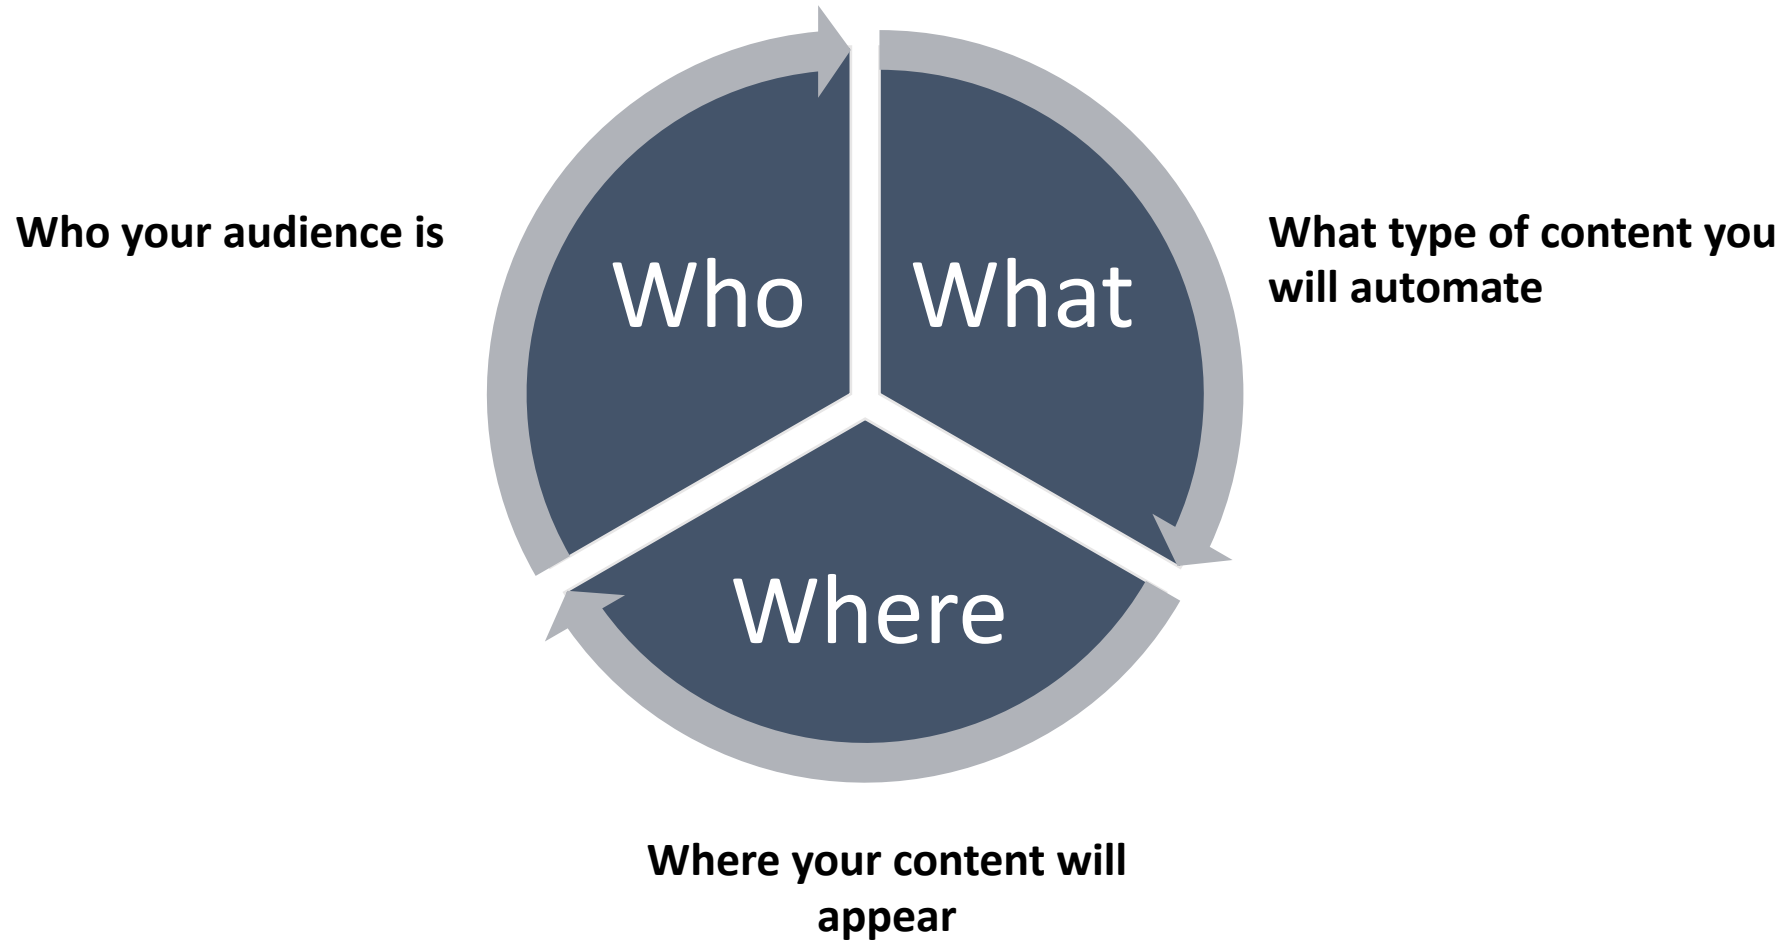 Who your audience is
Who
What
What type of content you
will automate
Where
Where your content will
appear